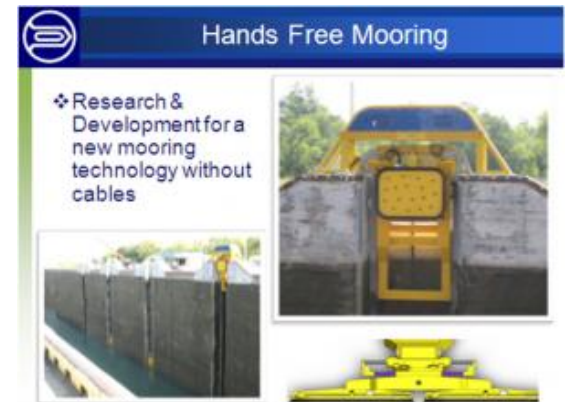 Hands Free Mooring
❖Research &
Development for a
new mooring
technology without
cables